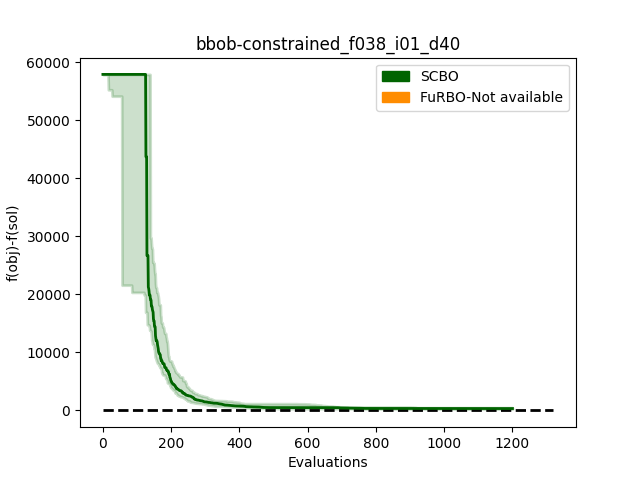 bbob-constrained_f038_i01_d40
SCBO
FuRBO-Not available
f(obj)-f(sol)
60000
50000
40000
30000
20000
10000
0
0 200 400 600 800 1000 1200
Evaluations